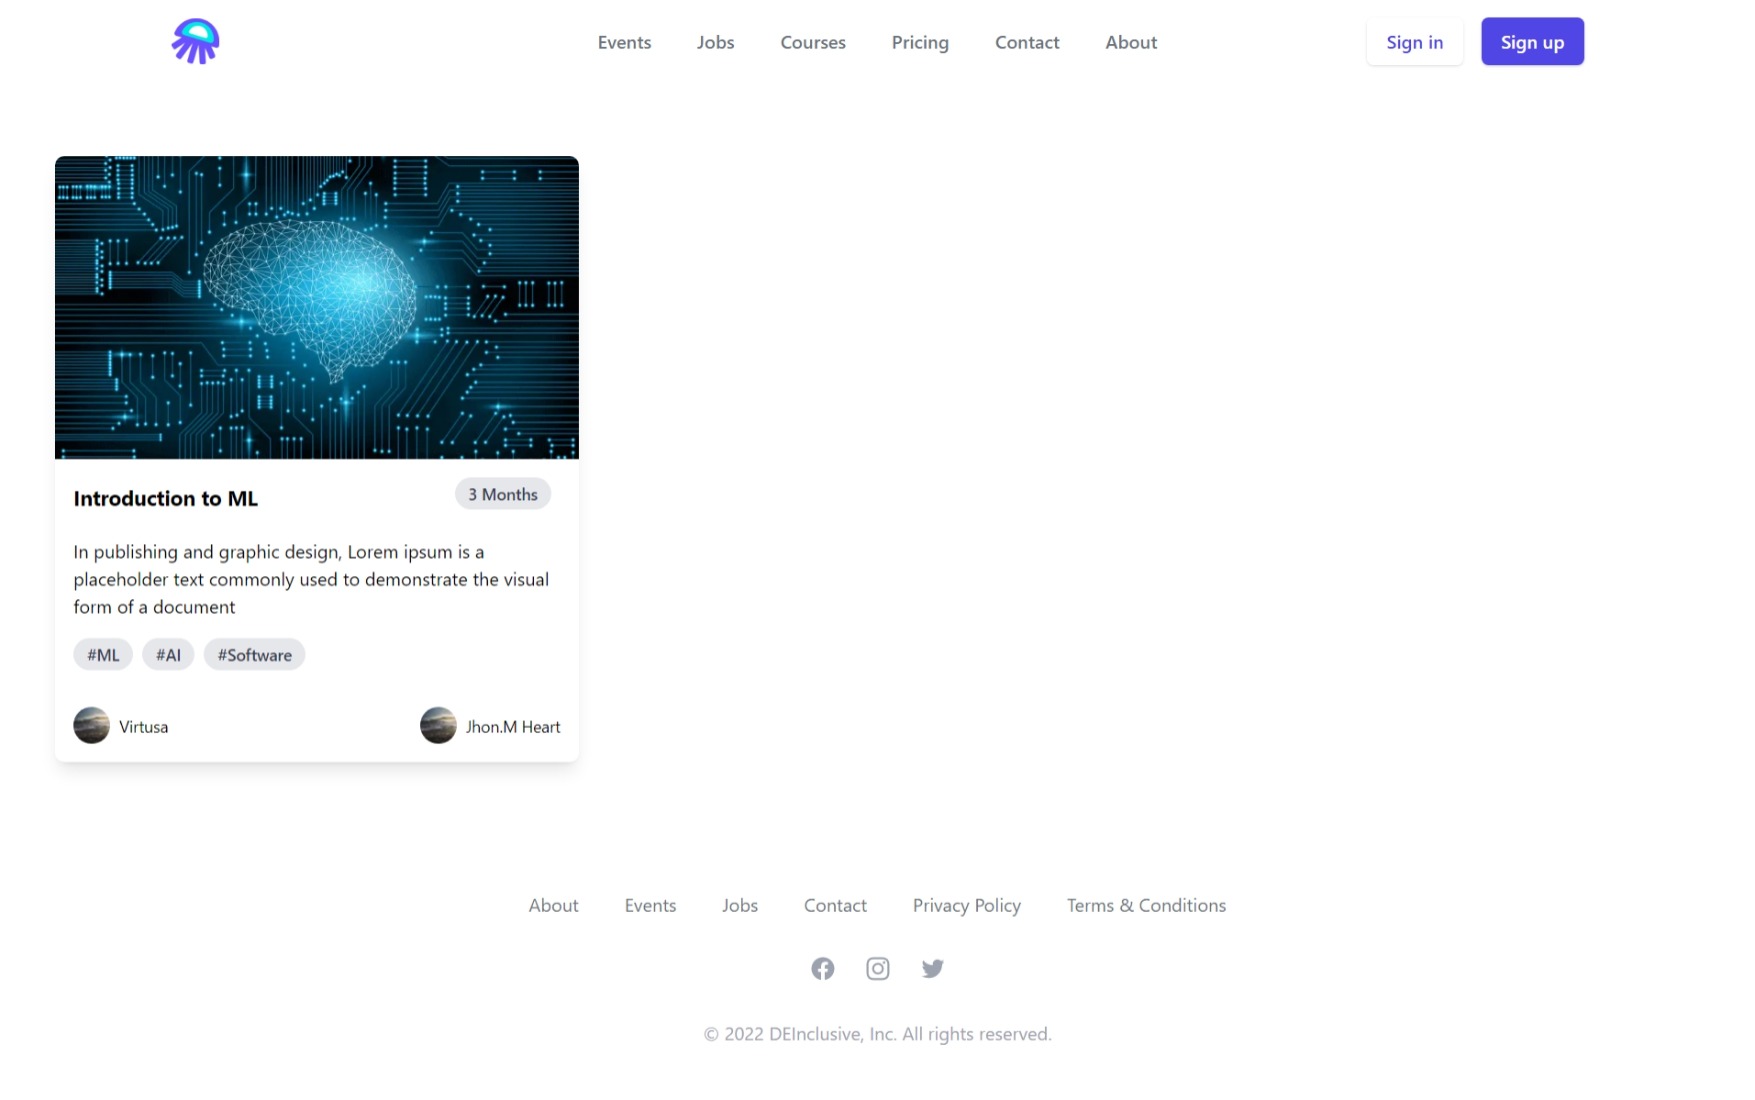 Events Jobs Courses Pricing Contact About Sign in Sign up
Introduction to ML 3 Months
In publishing and graphic design, Lorem ipsum is a
placeholder text commonly used to demonstrate the visual
form of a document
#ML #AI #Software
Virtusa Jhon.M Heart
About Events Jobs Contact Privacy Policy Terms & Conditions
© 2022 DEInclusive, Inc. All rights reserved.